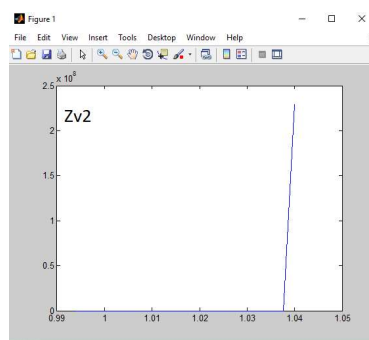 Figure 1
File Edit View Insert Tools Desktop Window Help
x 10^8
2.5
Zv2
2
1.5
1
0.5
0
0.99 1 1.01 1.02 1.03 1.04 1.05